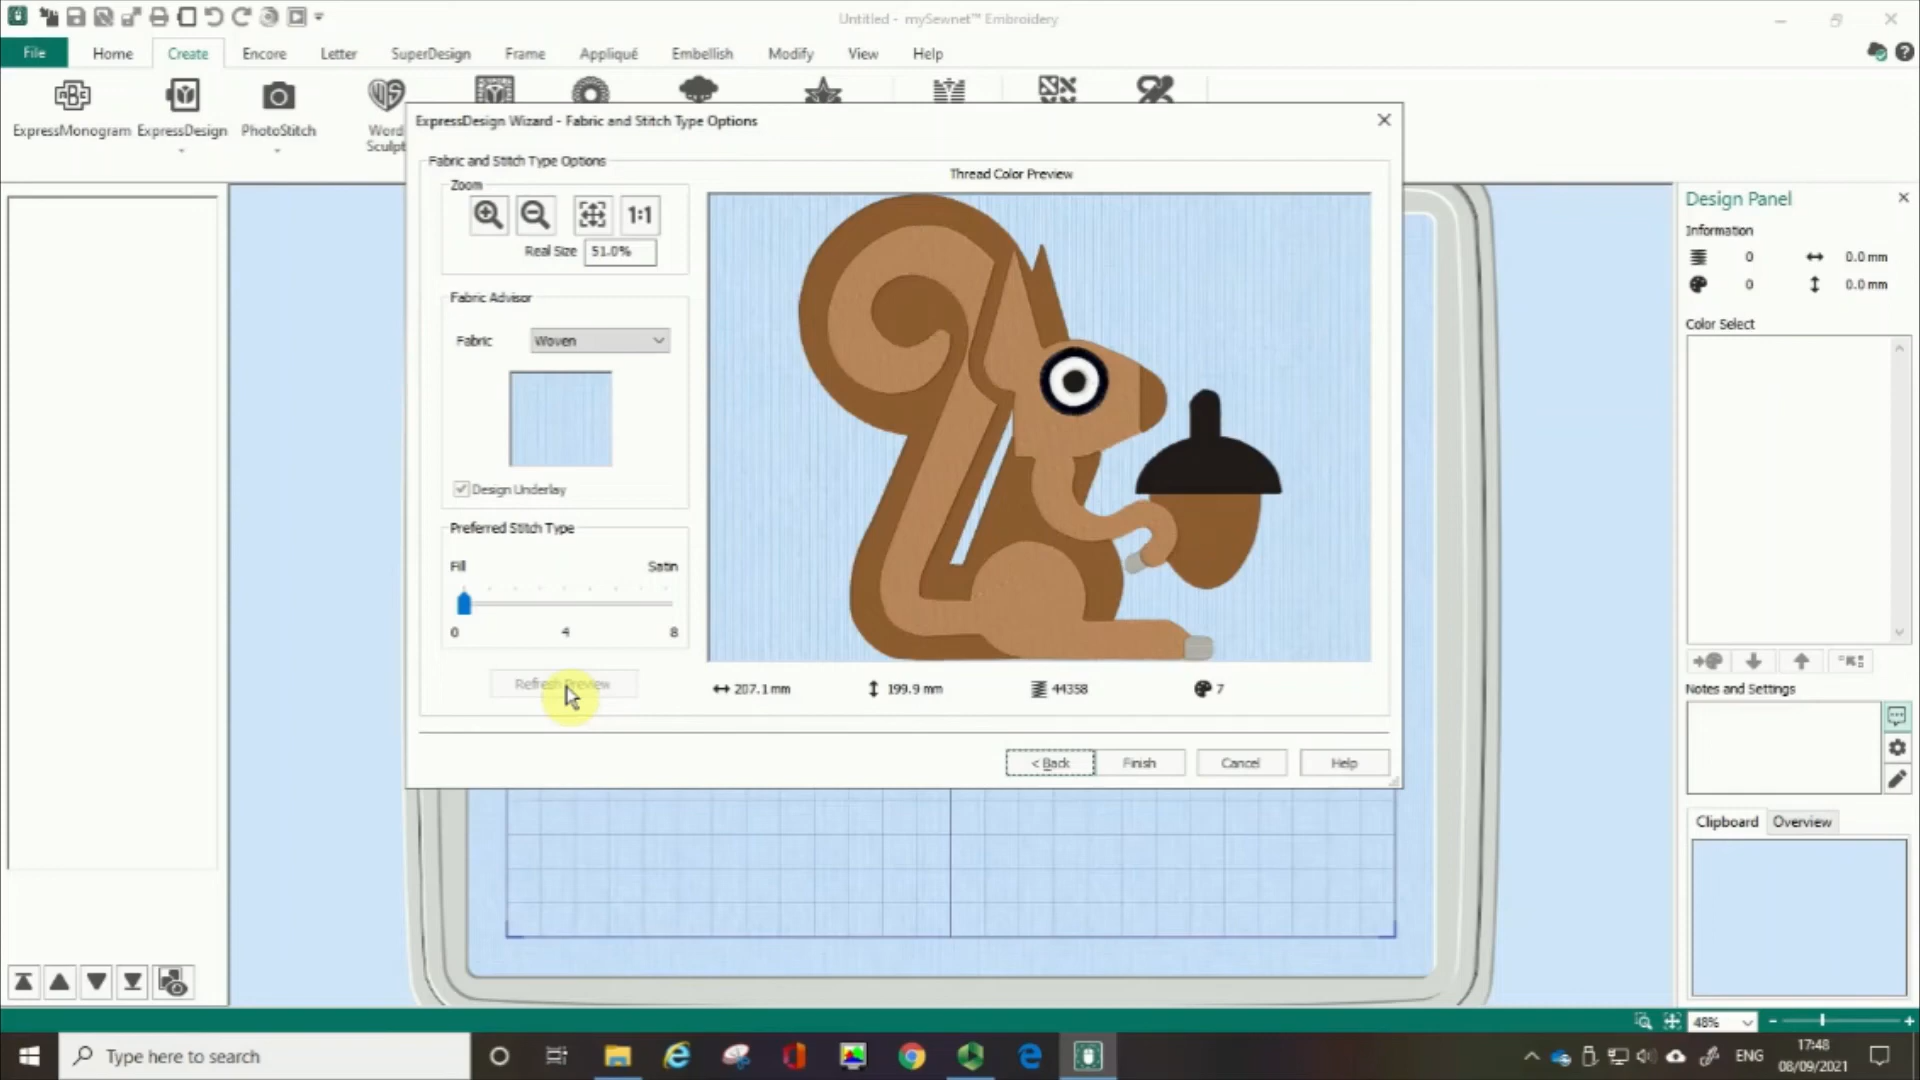 Untitled - mySewnet™ Embroidery
File Home Create Encore Letter SuperDesign Frame Appliqué Embellish Modify View Help
ExpressMonogram ExpressDesign PhotoStitch Word
Sculpt
ExpressDesign Wizard - Fabric and Stitch Type Options
Fabric and Stitch Type Options
Zoom
1:1
Real Size 51.0%
Thread Color Preview
Fabric Advisor
Fabric Woven
Design Underlay
Preferred Stitch Type
Fill Satin
0 4 8
Refresh Preview
207.1 mm 199.9 mm 44358 7
< Back Finish Cancel Help
Design Panel
Information
0 0.0 mm
0 0.0 mm
Color Select
Notes and Settings
Clipboard Overview
48%
Type here to search
ENG
17:48
08/09/2021